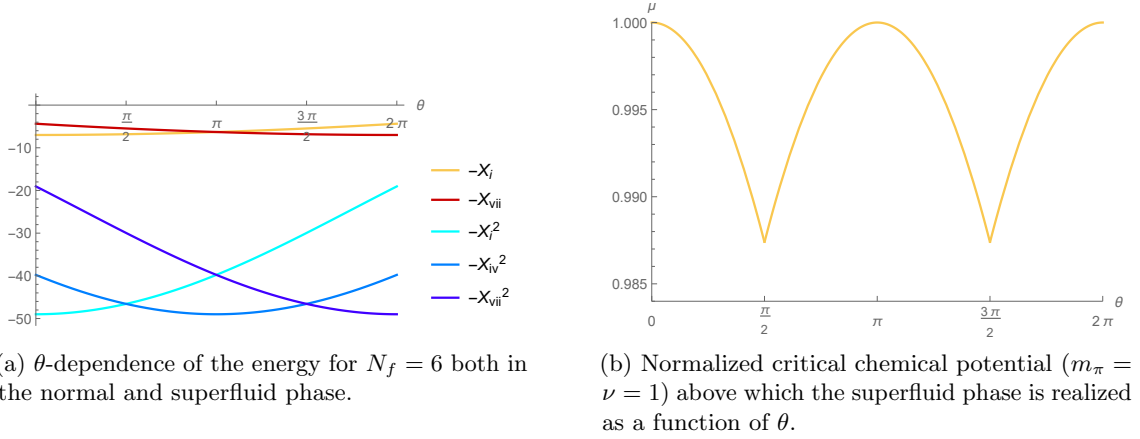 θ
π/2
π
3π/2
2π
-10
-20
-30
-40
-50
-X_i
-X_vii
-X_i^2
-X_iv^2
-X_vii^2
(a) θ-dependence of the energy for N_f = 6 both in
the normal and superfluid phase.
μ
1.000
0.995
0.990
0.985
0
π/2
π
3π/2
2π
θ
(b) Normalized critical chemical potential (m_π =
ν = 1) above which the superfluid phase is realized
as a function of θ.